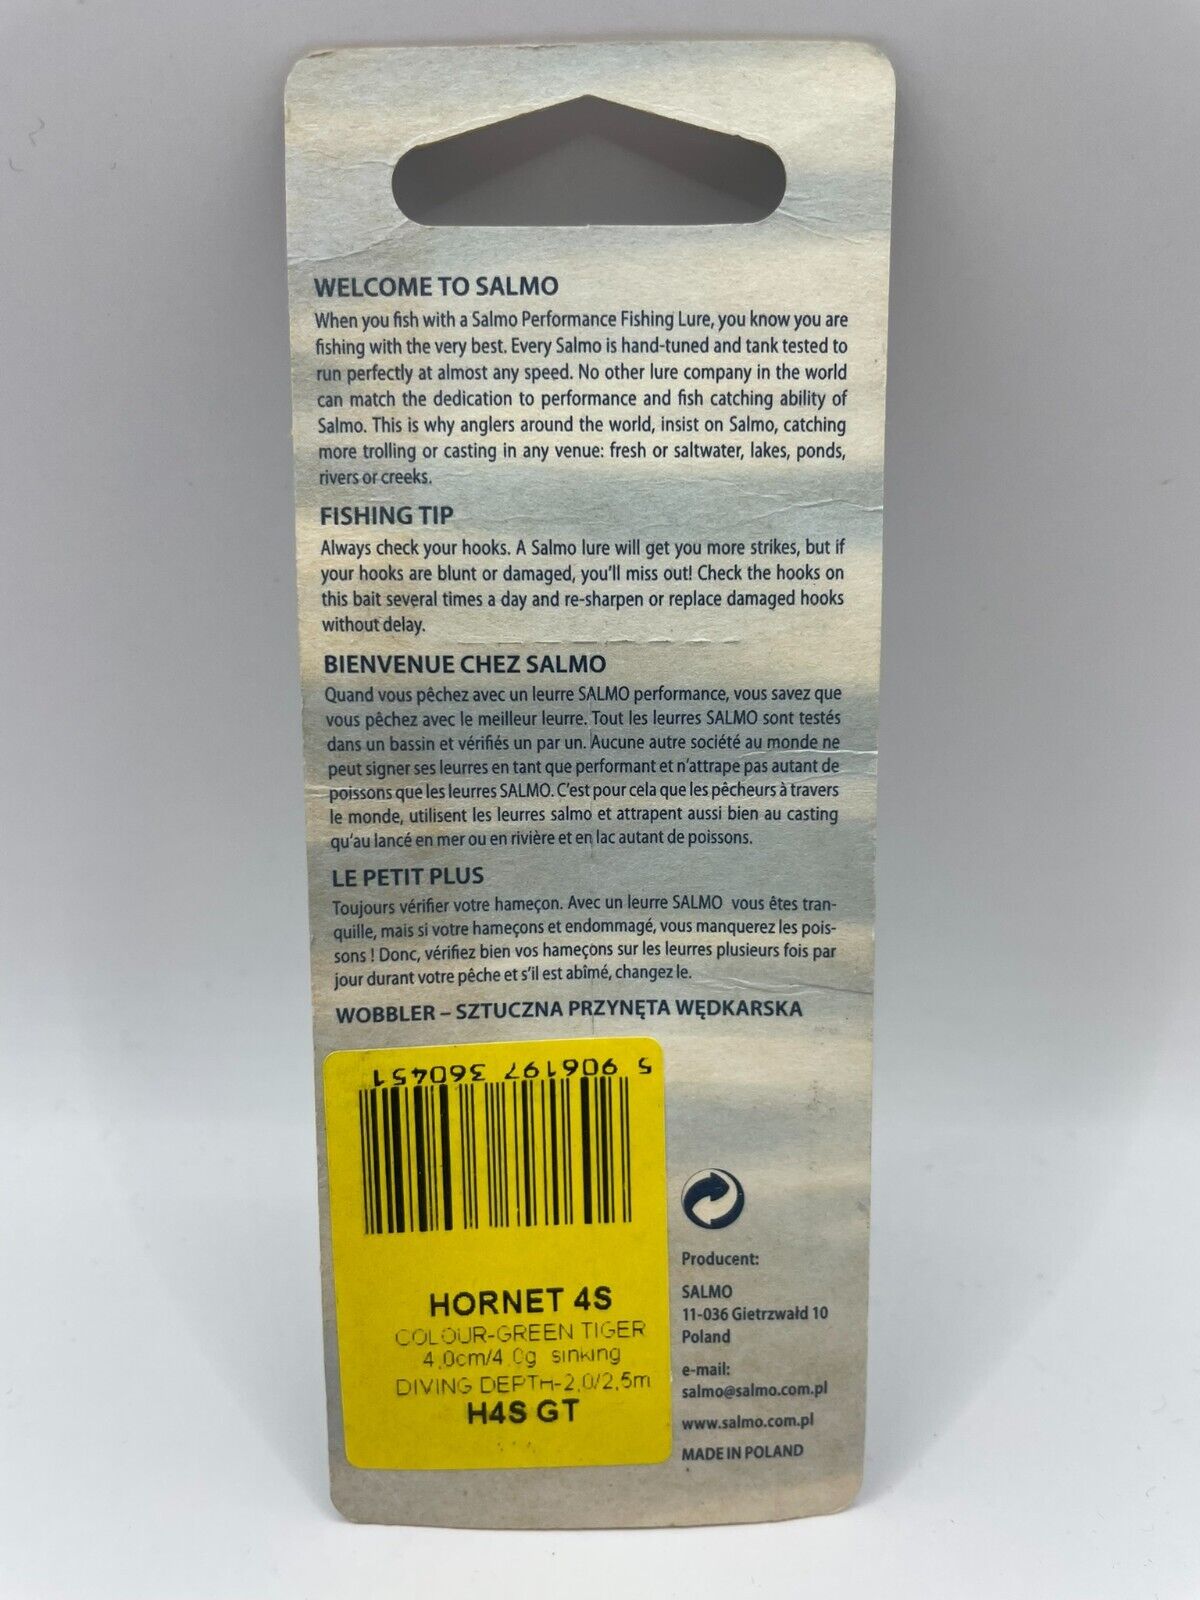 WELCOME TO SALMO
When you fish with a Salmo Performance Fishing Lure, you know you are
fishing with the very best. Every Salmo is hand-tuned and tank tested to
run perfectly at almost any speed. No other lure company in the world
can match the dedication to performance and fish catching ability of
Salmo. This is why anglers around the world, insist on Salmo, catching
more trolling or casting in any venue: fresh or saltwater, lakes, ponds,
rivers or creeks.
FISHING TIP
Always check your hooks. A Salmo lure will get you more strikes, but if
your hooks are blunt or damaged, you'll miss out! Check the hooks on
this bait several times a day and re-sharpen or replace damaged hooks
without delay.
BIENVENUE CHEZ SALMO
Quand vous pêchez avec un leurre SALMO performance, vous savez que
vous pêchez avec le meilleur leurre. Tout les leurres SALMO sont testés
dans un bassin et vérifiés un par un. Aucune autre société au monde ne
peut signer ses leurres en tant que performant et n'attrape pas autant de
poissons que les leurres SALMO. C'est pour cela que les pêcheurs à travers
le monde, utilisent les leurres salmo et attrapent aussi bien au casting
qu'au lancé en mer ou en rivière et en lac autant de poissons.
LE PETIT PLUS
Toujours vérifier votre hameçon. Avec un leurre SALMO vous êtes tran-
quille, mais si votre hameçons et endommagé, vous manquerez les pois-
sons ! Donc, vérifiez bien vos hameçons sur les leurres plusieurs fois par
jour durant votre pêche et s'il est abîmé, changez le.
WOBBLER – SZTUCZNA PRZYNĘTA WĘDKARSKA
5 906197 360451
HORNET 4S
COLOUR-GREEN TIGER
4.0cm/4.0g sinking
DIVING DEPTH-2,0/2,5m
H4S GT
Producent:
SALMO
11-036 Gietrzwałd 10
Poland
e-mail:
salmo@salmo.com.pl
www.salmo.com.pl
MADE IN POLAND